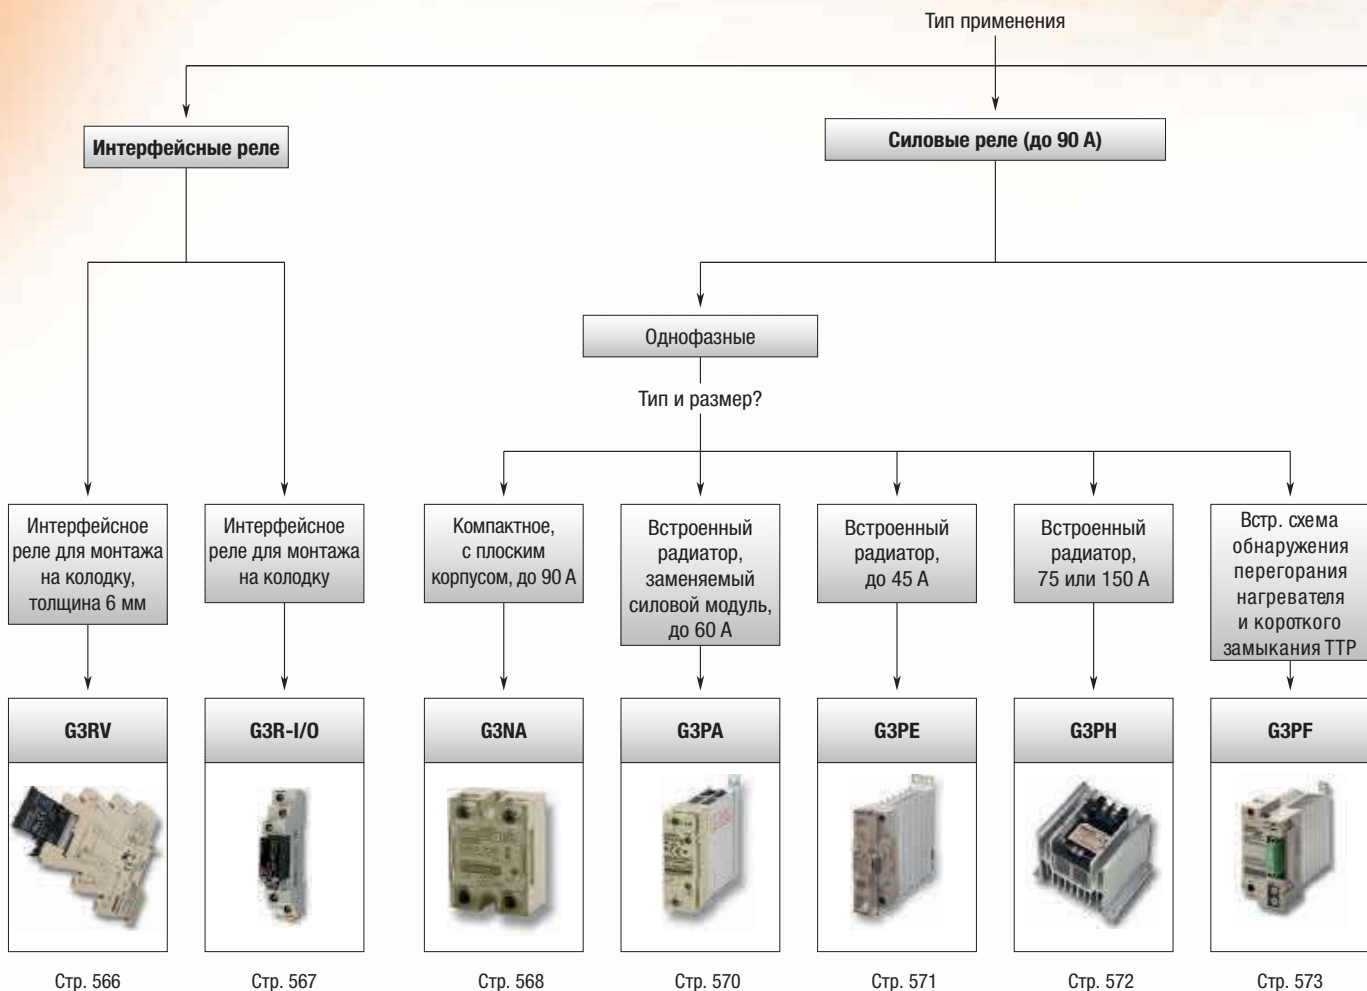 Тип применения
Интерфейсные реле
Силовые реле (до 90 А)
Однофазные
Тип и размер?
Интерфейсное
реле для монтажа
на колодку,
толщина 6 мм
Интерфейсное
реле для монтажа
на колодку
Компактное,
с плоским
корпусом, до 90 А
Встроенный
радиатор,
заменяемый
силовой модуль,
до 60 А
Встроенный
радиатор,
до 45 А
Встроенный
радиатор,
75 или 150 А
Встр. схема
обнаружения
перегорания
нагревателя
и короткого
замыкания ТТР
G3RV
G3R-I/O
G3NA
G3PA
G3PE
G3PH
G3PF
Стр. 566
Стр. 567
Стр. 568
Стр. 570
Стр. 571
Стр. 572
Стр. 573